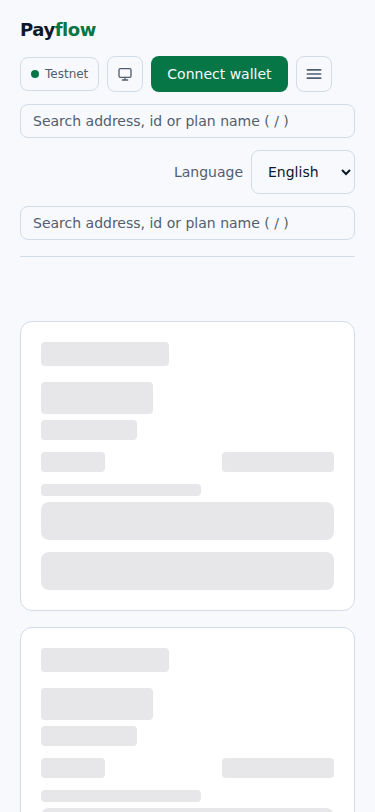 Payflow
Testnet
Connect wallet
Search address, id or plan name ( / )
Language
English
Search address, id or plan name ( / )